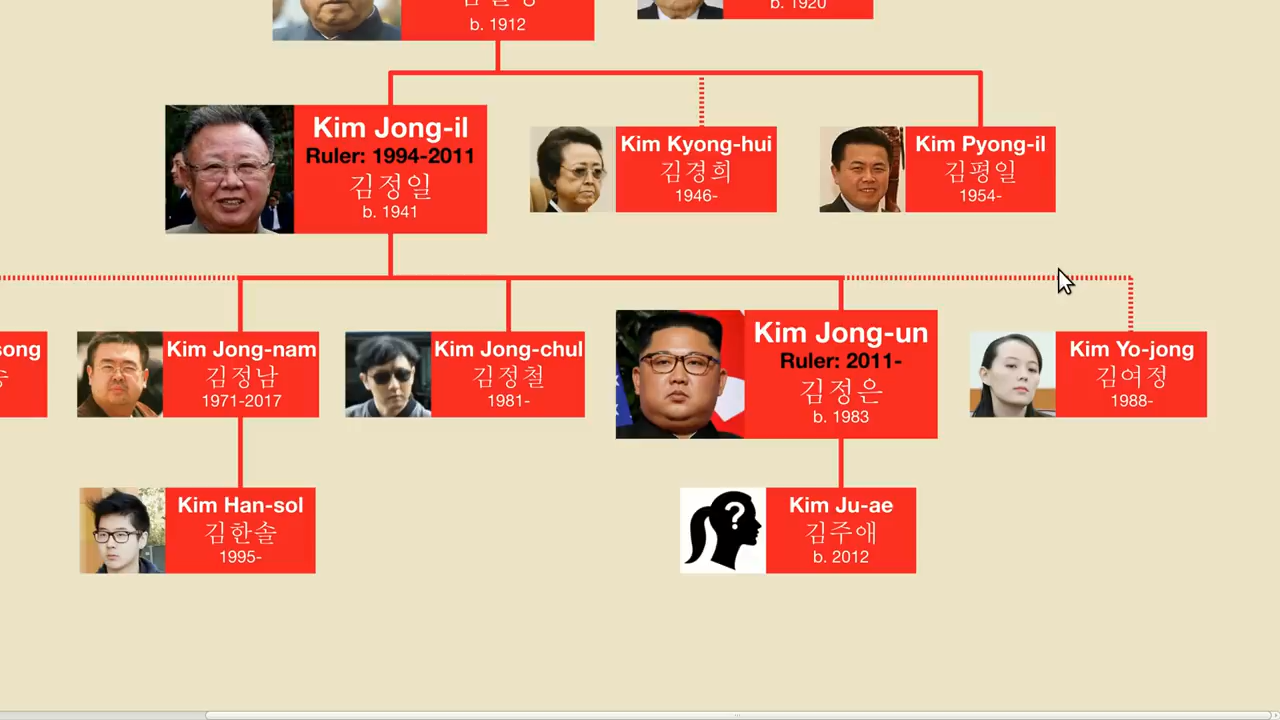 b. 1912
b. 1920
Kim Jong-il
Ruler: 1994-2011
김정일
b. 1941
Kim Kyong-hui
김경희
1946-
Kim Pyong-il
김평일
1954-
Kim Jong-nam
김정남
1971-2017
Kim Jong-chul
김정철
1981-
Kim Jong-un
Ruler: 2011-
김정은
b. 1983
Kim Yo-jong
김여정
1988-
Kim Han-sol
김한솔
1995-
Kim Ju-ae
김주애
b. 2012
?